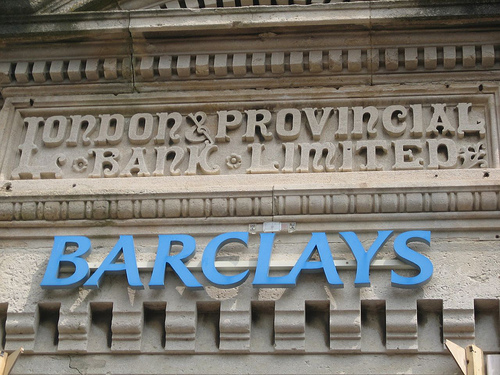 LONDON & PROVINCIAL
BANK · LIMITED
BARCLAYS